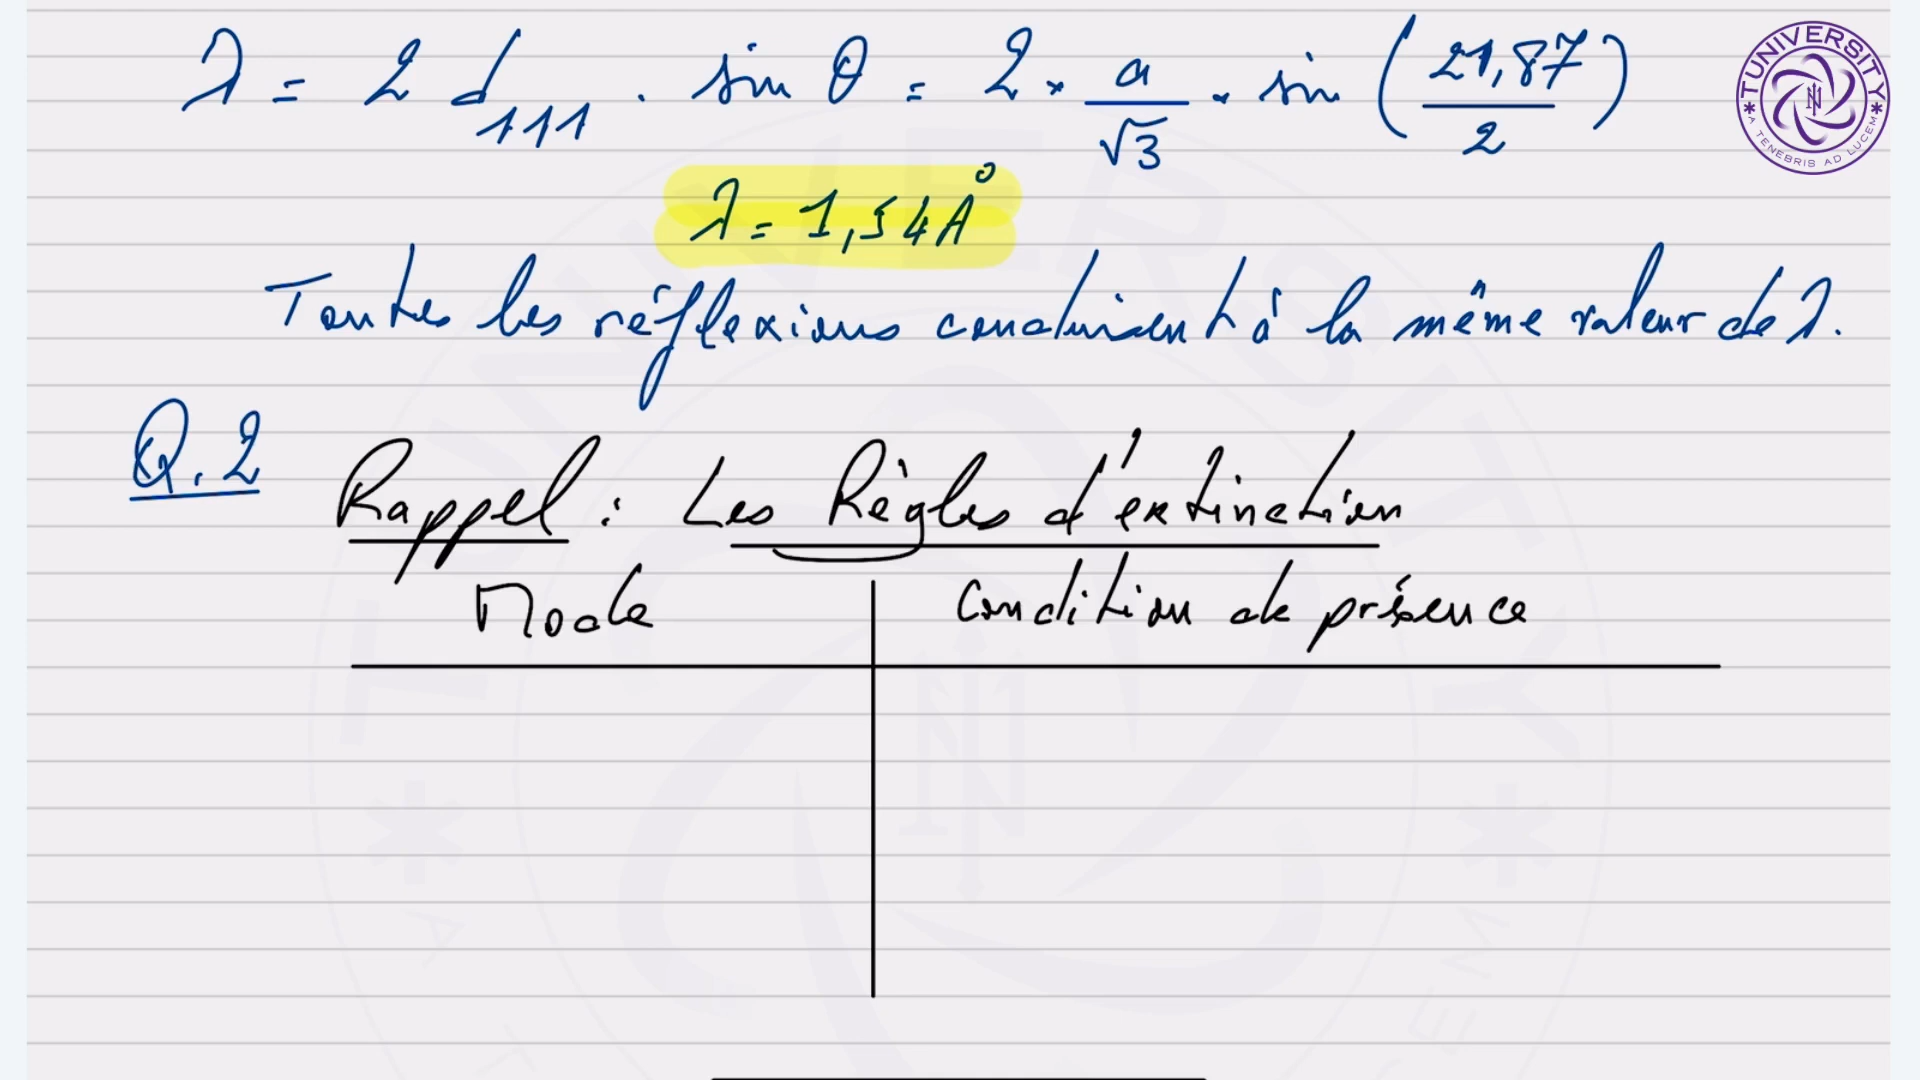 λ = 2 d₁₁₁ . sin θ = 2 × a/√3 × sin (21,87/2)
λ = 1,54 Å
Toutes les réflexions conduisent à la même valeur de λ.
Q.2 Rappel : Les Règles d'extinction
Mode Condition de présence
TUNIVERSITY
A TENEBRIS AD LUCEM